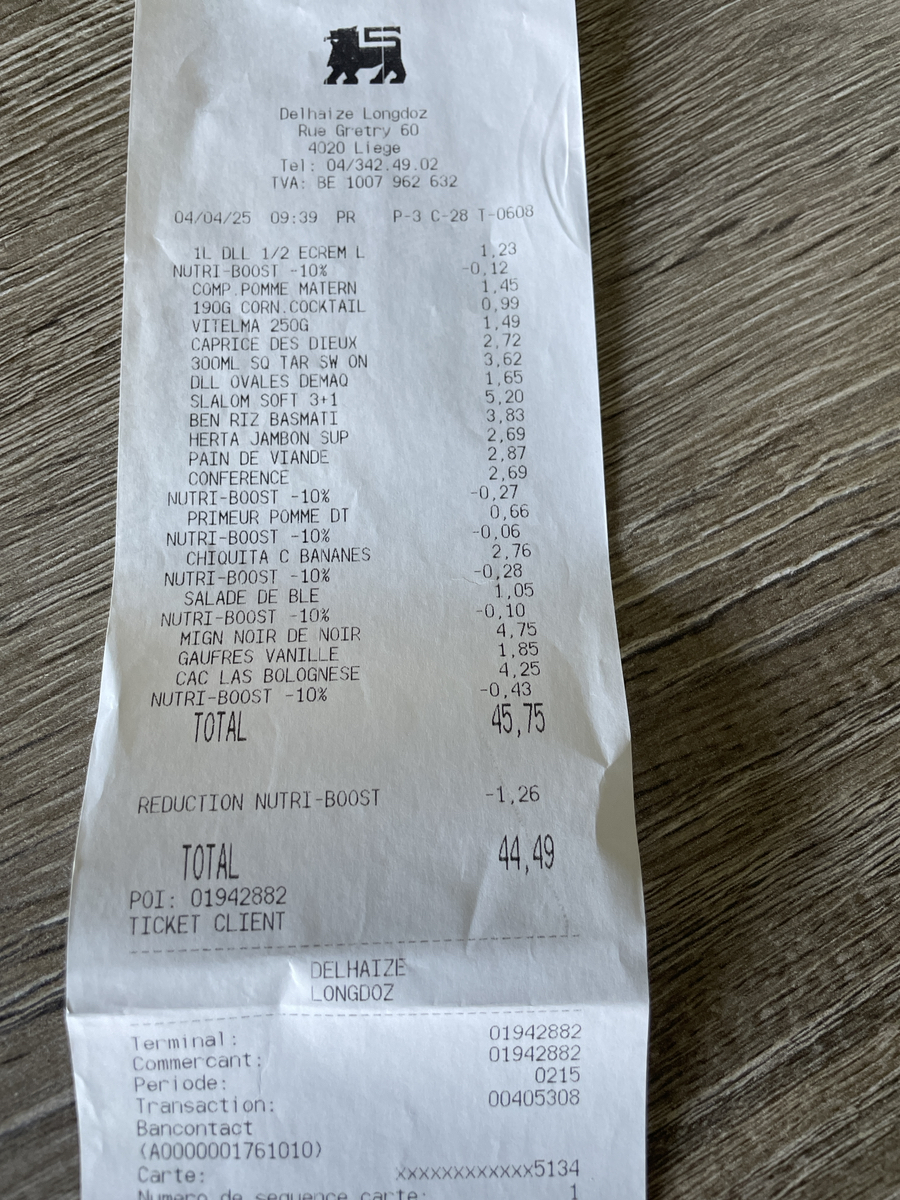 Delhaize Longdoz
Rue Gretry 60
4020 Liege
Tel: 04/342.49.02
TVA: BE 1007 962 632
04/04/25 09:39 PR P-3 C-28 T-0608
1L DLL 1/2 ECREM L 1,23
NUTRI-BOOST -10% -0,12
COMP.POMME MATERN 1,45
190G CORN.COCKTAIL 0,99
VITELMA 250G 1,49
CAPRICE DES DIEUX 2,72
300ML SQ TAR SW ON 3,62
DLL OVALES DEMAQ 1,65
SLALOM SOFT 3+1 5,20
BEN RIZ BASMATI 3,83
HERTA JAMBON SUP 2,69
PAIN DE VIANDE 2,87
CONFERENCE 2,69
NUTRI-BOOST -10% -0,27
PRIMEUR POMME DT 0,66
NUTRI-BOOST -10% -0,06
CHIQUITA C BANANES 2,76
NUTRI-BOOST -10% -0,28
SALADE DE BLE 1,05
NUTRI-BOOST -10% -0,10
MIGN NOIR DE NOIR 4,75
GAUFRES VANILLE 1,85
CAC LAS BOLOGNESE 4,25
NUTRI-BOOST -10% -0,43
TOTAL 45,75
REDUCTION NUTRI-BOOST -1,26
TOTAL 44,49
POI: 01942882
TICKET CLIENT
DELHAIZE
LONGDOZ
Terminal: 01942882
Commercant: 01942882
Periode: 0215
Transaction: 00405308
Bancontact
(A0000001761010)
Carte: xxxxxxxxxxxx5134
Numero de sequence carte: 1